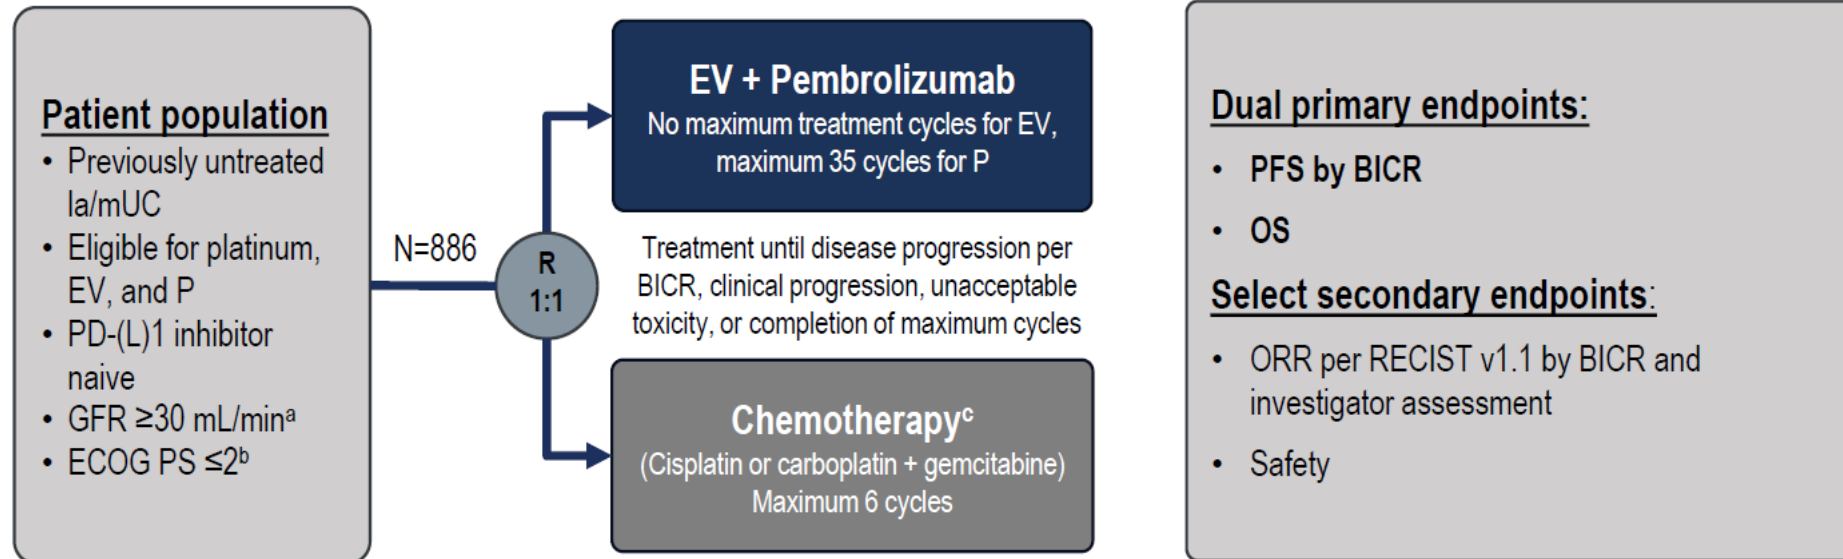 Patient population
• Previously untreated
la/mUC
• Eligible for platinum,
EV, and P
• PD-(L)1 inhibitor
naive
• GFR ≥30 mL/minᵃ
• ECOG PS ≤2ᵇ
N=886
R
1:1
EV + Pembrolizumab
No maximum treatment cycles for EV,
maximum 35 cycles for P
Treatment until disease progression per
BICR, clinical progression, unacceptable
toxicity, or completion of maximum cycles
Chemotherapyᶜ
(Cisplatin or carboplatin + gemcitabine)
Maximum 6 cycles
Dual primary endpoints:
• PFS by BICR
• OS
Select secondary endpoints:
• ORR per RECIST v1.1 by BICR and
investigator assessment
• Safety